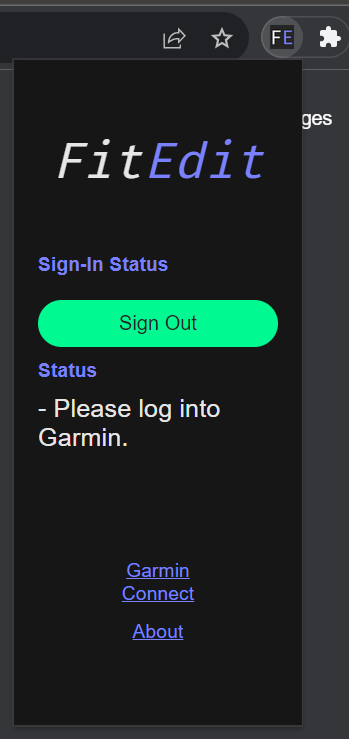 FE
ges
FitEdit
Sign-In Status
Sign Out
Status
- Please log into
Garmin.
Garmin
Connect
About